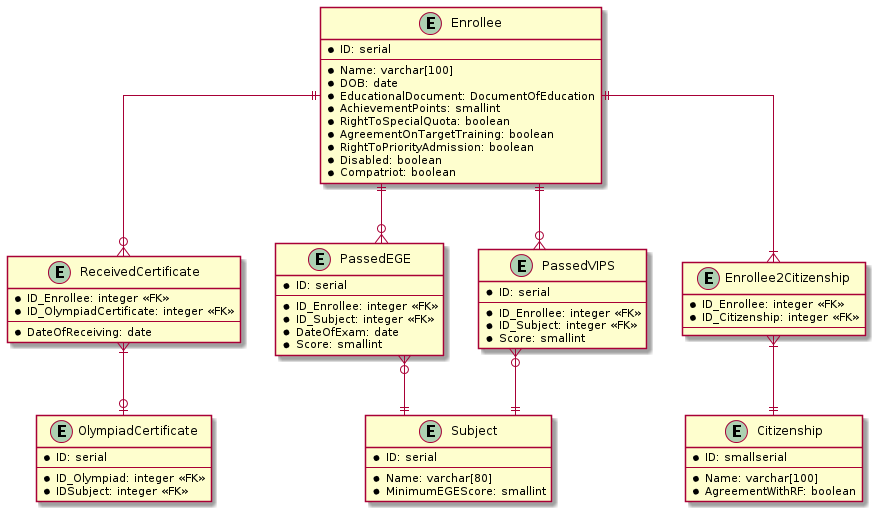 E Enrollee
ID: serial
Name: varchar[100]
DOB: date
EducationalDocument: DocumentOfEducation
AchievementPoints: smallint
RightToSpecialQuota: boolean
AgreementOnTargetTraining: boolean
RightToPriorityAdmission: boolean
Disabled: boolean
Compatriot: boolean
E ReceivedCertificate
ID_Enrollee: integer «FK»
ID_OlympiadCertificate: integer «FK»
DateOfReceiving: date
E PassedEGE
ID: serial
ID_Enrollee: integer «FK»
ID_Subject: integer «FK»
DateOfExam: date
Score: smallint
E PassedVIPS
ID: serial
ID_Enrollee: integer «FK»
ID_Subject: integer «FK»
Score: smallint
E Enrollee2Citizenship
ID_Enrollee: integer «FK»
ID_Citizenship: integer «FK»
E OlympiadCertificate
ID: serial
ID_Olympiad: integer «FK»
IDSubject: integer «FK»
E Subject
ID: serial
Name: varchar[80]
MinimumEGEScore: smallint
E Citizenship
ID: smallserial
Name: varchar[100]
AgreementWithRF: boolean